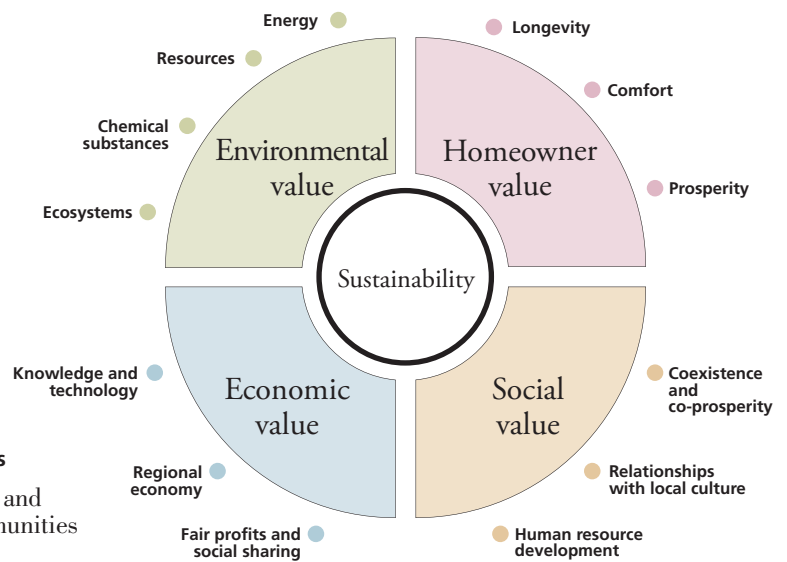 Energy
Resources
Chemical
substances
Ecosystems
Environmental
value
Longevity
Comfort
Prosperity
Homeowner
value
Sustainability
Knowledge and
technology
Regional
economy
Fair profits and
social sharing
Economic
value
Social
value
Coexistence
and
co-prosperity
Relationships
with local culture
Human resource
development
s
and
munities